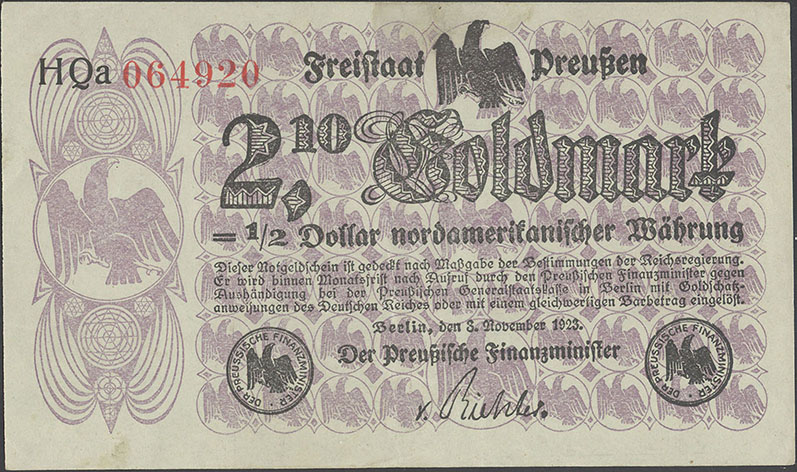 HQa 064920
Freistaat Preußen
2,10 Goldmark
= 1/2 Dollar nordamerikanischer Währung
Dieser Notgeldschein ist gedeckt nach Maßgabe der Bestimmungen der Reichsregierung.
Er wird binnen Monatsfrist nach Aufruf durch den Preußischen Finanzminister gegen
Aushändigung bei der Preußischen Generalstaatskasse in Berlin mit Goldschatz-
anweisungen des Deutschen Reiches oder mit einem gleichwertigen Barbetrag eingelöst.
Berlin, den 8. November 1923.
Der Preußische Finanzminister
DER PREUSSISCHE FINANZMINISTER
DER PREUSSISCHE FINANZMINISTER
v. Richter.